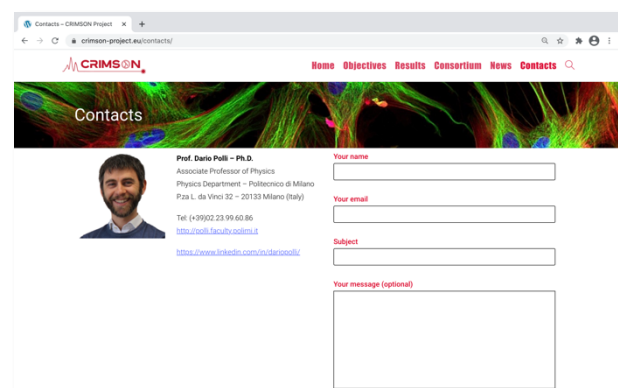 Contacts – CRIMSON Project
crimson-project.eu/contacts/
CRIMSON
Home Objectives Results Consortium News Contacts
Contacts
Prof. Dario Polli – Ph.D.
Associate Professor of Physics
Physics Department – Politecnico di Milano
P.za L. da Vinci 32 – 20133 Milano (Italy)
Tel: (+39)02.23.99.60.86
http://polli.faculty.polimi.it
https://www.linkedin.com/in/dariopolli/
Your name
Your email
Subject
Your message (optional)